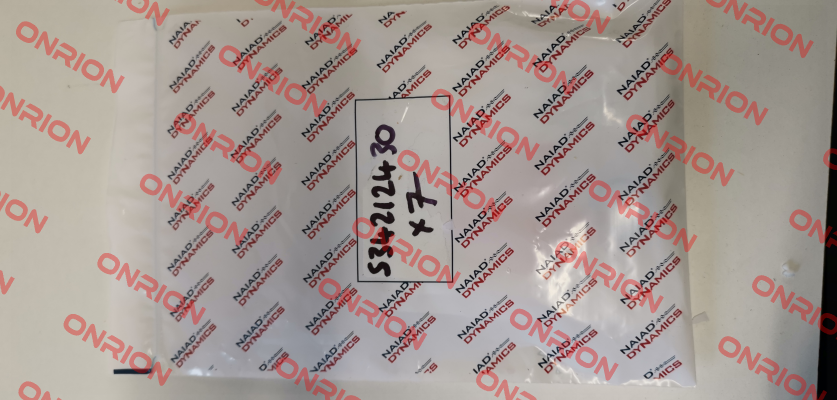 NAIAD®
DYNAMICS
5342124 30
x 7
ONRION